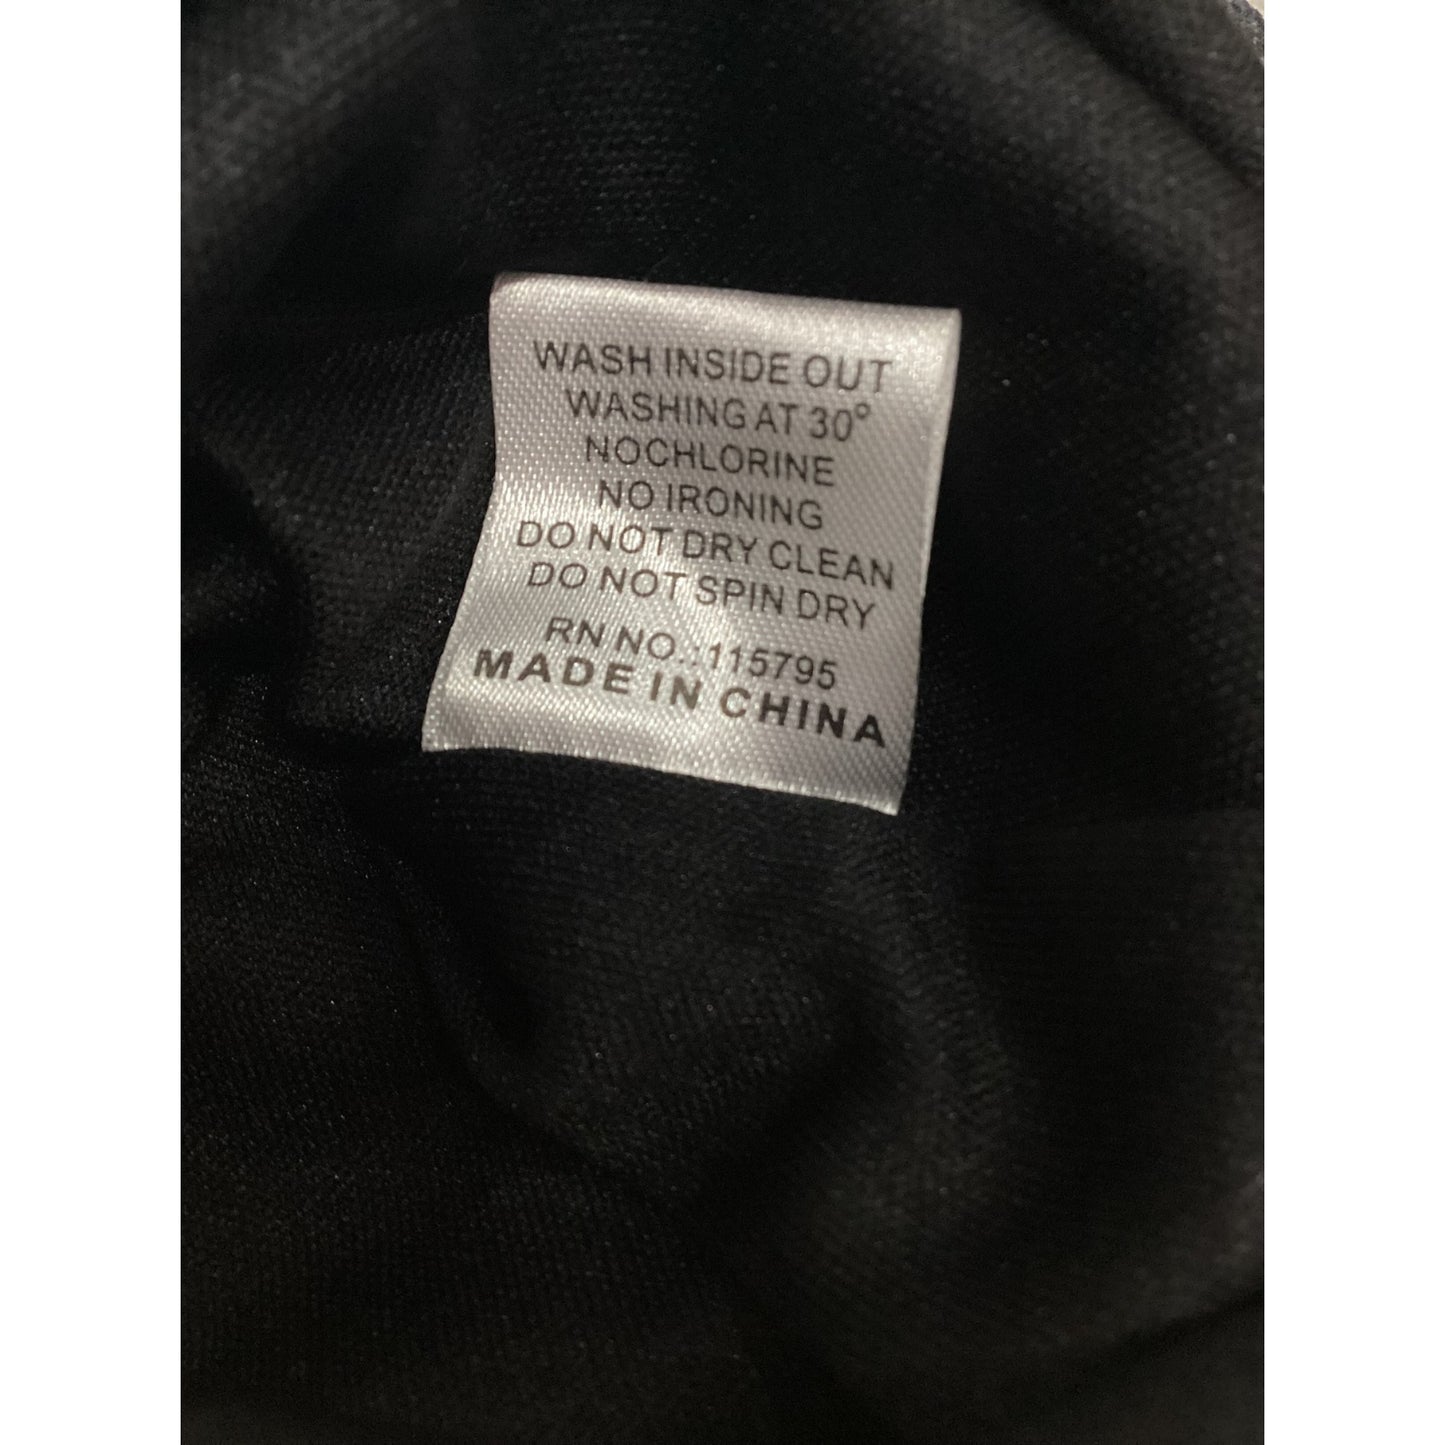 WASH INSIDE OUT
WASHING AT 30°
NOCHLORINE
NO IRONING
DO NOT DRY CLEAN
DO NOT SPIN DRY
RN NO.:115795
MADE IN CHINA